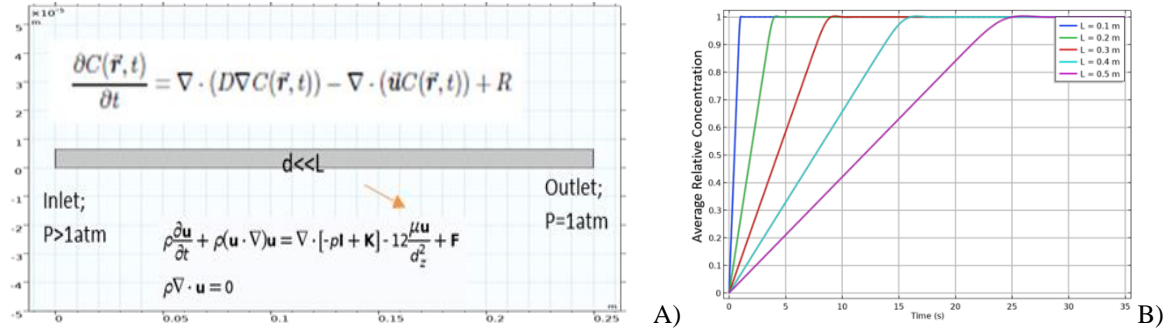 ×10⁻⁵
m
5
4
3
2
1
0
-1
-2
-3
-4
-5
∂C(r⃗,t)/∂t = ∇·(D∇C(r⃗,t)) − ∇·(u⃗C(r⃗,t)) + R
d<<L
Inlet;
P>1atm
Outlet;
P=1atm
ρ∂u/∂t + ρ(u·∇)u = ∇·[-pI + K] - 12 μu/d_z² + F
ρ∇·u = 0
0 0.05 0.1 0.15 0.2 0.25
m
A)
Average Relative Concentration
1
0.9
0.8
0.7
0.6
0.5
0.4
0.3
0.2
0.1
0
L = 0.1 m
L = 0.2 m
L = 0.3 m
L = 0.4 m
L = 0.5 m
0 5 10 15 20 25 30 35
Time (s)
B)